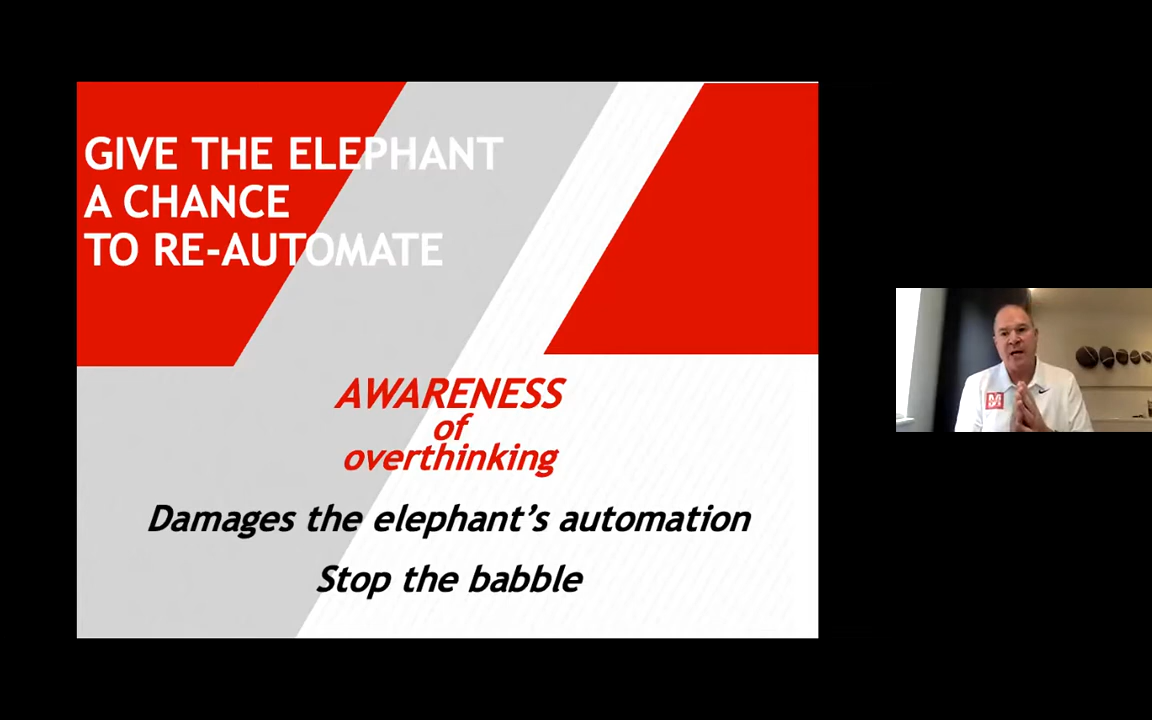 GIVE THE ELEPHANT
A CHANCE
TO RE-AUTOMATE
AWARENESS
of
overthinking
Damages the elephant's automation
Stop the babble